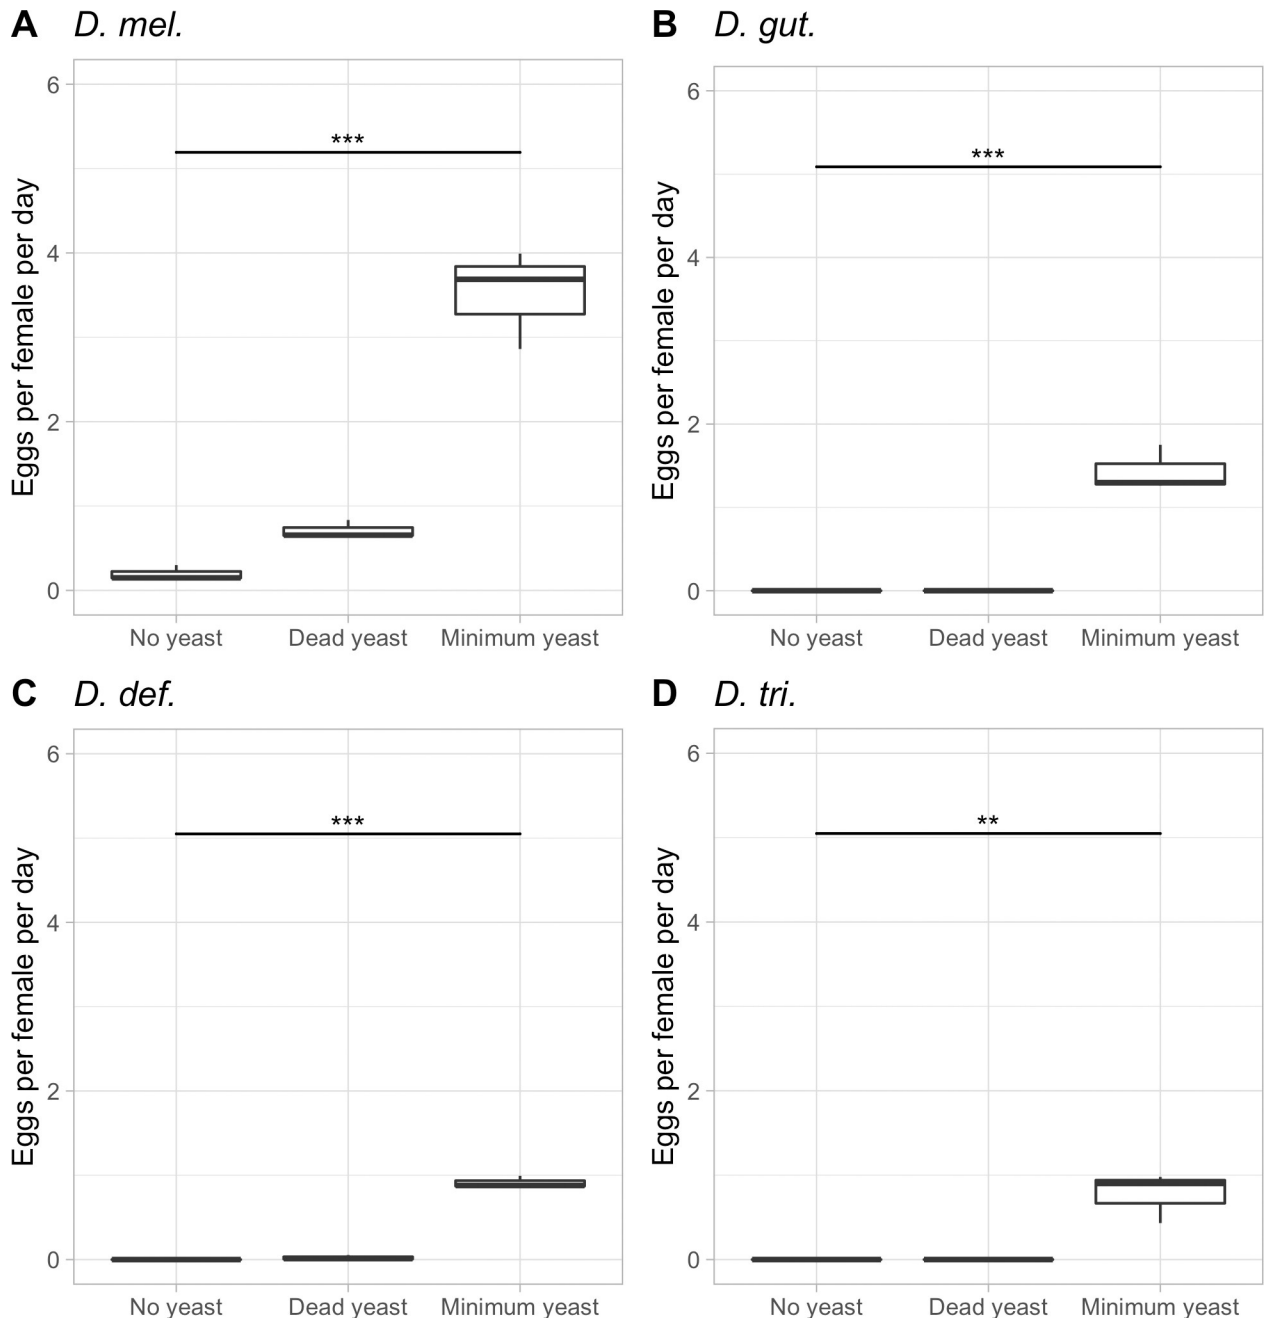 A D. mel.
6
***
4
2
0
Eggs per female per day
No yeast Dead yeast Minimum yeast
B D. gut.
6
***
4
2
0
Eggs per female per day
No yeast Dead yeast Minimum yeast
C D. def.
6
***
4
2
0
Eggs per female per day
No yeast Dead yeast Minimum yeast
D D. tri.
6
**
4
2
0
Eggs per female per day
No yeast Dead yeast Minimum yeast